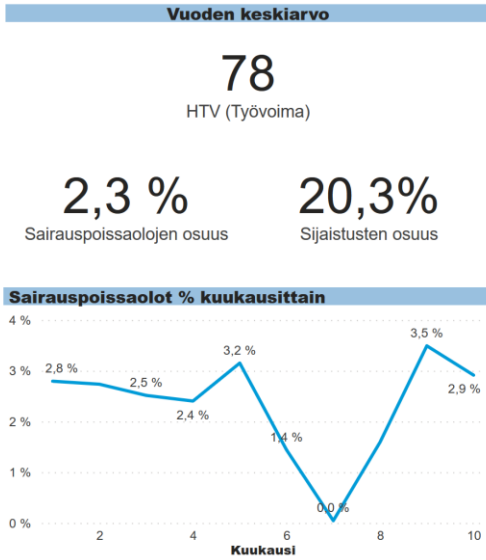 Vuoden keskiarvo
78
HTV (Työvoima)
2,3 % 20,3%
Sairauspoissaolojen osuus Sijaistusten osuus
Sairauspoissaolot % kuukausittain
4 %
3,5 %
3,2 %
3 %
2,8 %
2,9 %
2,5 %
2,4 %
2 %
1,4 %
1 %
0,0 %
0 %
2 4 6 8 10
Kuukausi